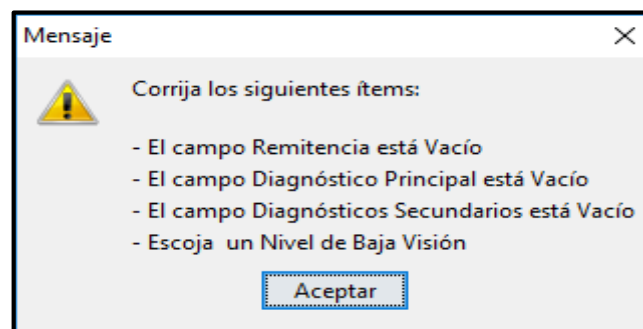 Mensaje
Corrija los siguientes ítems:
- El campo Remitencia está Vacío
- El campo Diagnóstico Principal está Vacío
- El campo Diagnósticos Secundarios está Vacío
- Escoja  un Nivel de Baja Visión
Aceptar